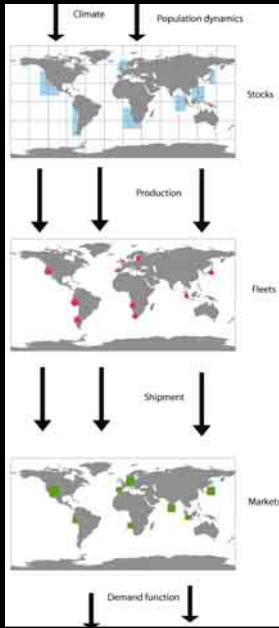 Climate
Population dynamics
Stocks
Production
Fleets
Shipment
Markets
Demand function